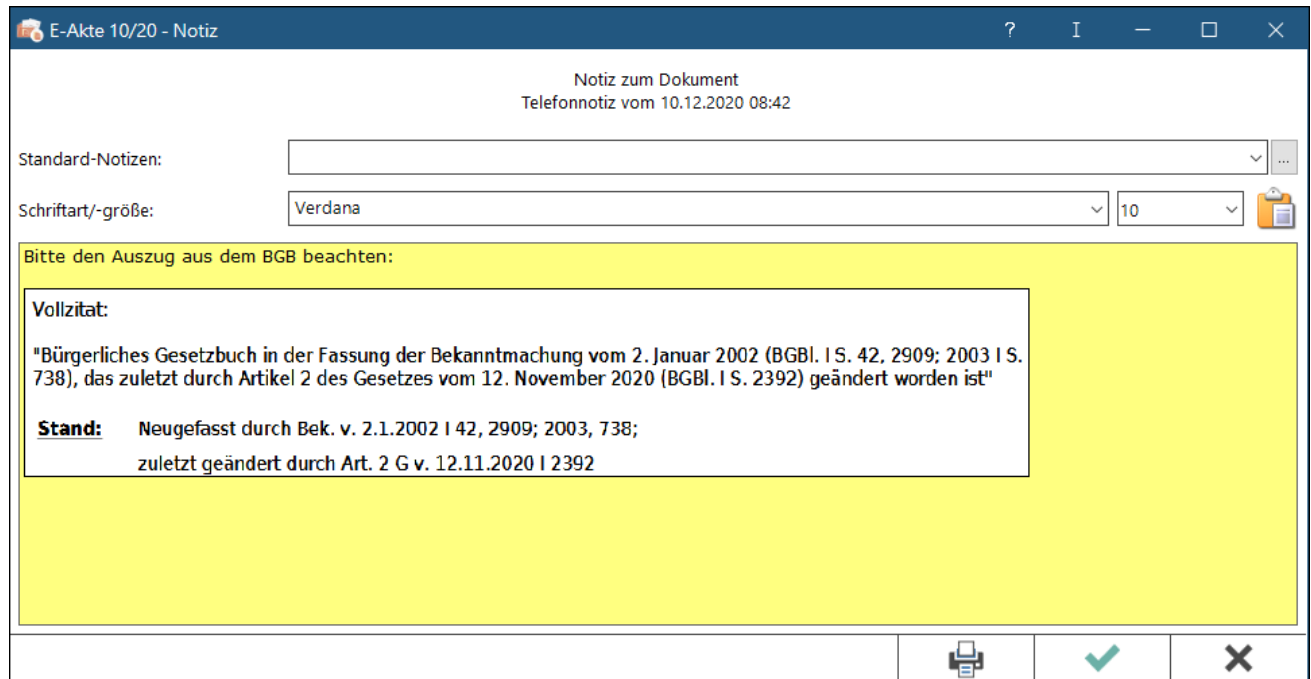 E-Akte 10/20 - Notiz
Notiz zum Dokument
Telefonnotiz vom 10.12.2020 08:42
Standard-Notizen:
...
Schriftart/-größe:
Verdana
10
Bitte den Auszug aus dem BGB beachten:
Vollzitat:
"Bürgerliches Gesetzbuch in der Fassung der Bekanntmachung vom 2. Januar 2002 (BGBl. I S. 42, 2909; 2003 I S.
738), das zuletzt durch Artikel 2 des Gesetzes vom 12. November 2020 (BGBl. I S. 2392) geändert worden ist"
Stand: Neugefasst durch Bek. v. 2.1.2002 I 42, 2909; 2003, 738;
zuletzt geändert durch Art. 2 G v. 12.11.2020 I 2392